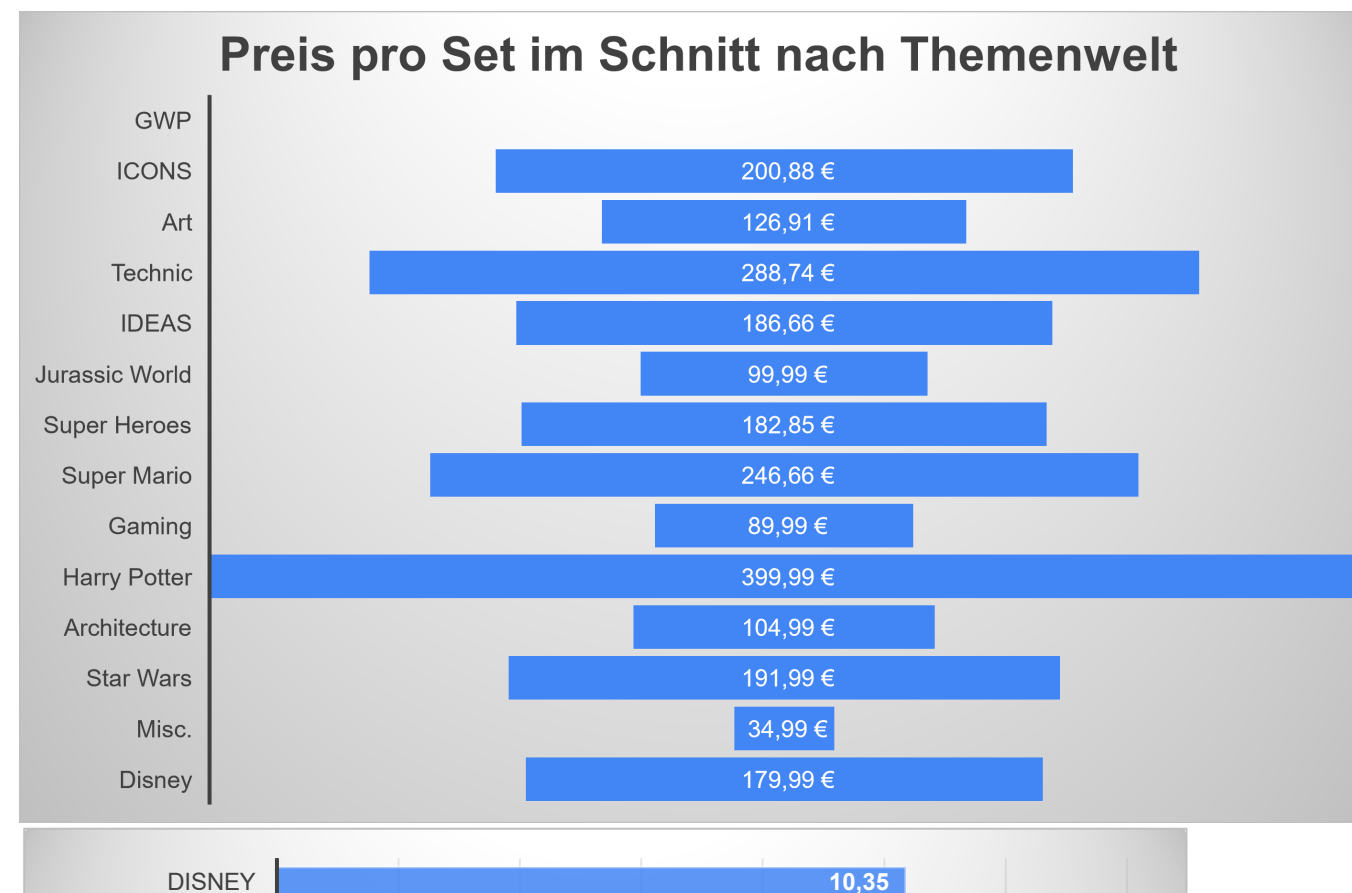 Preis pro Set im Schnitt nach Themenwelt
GWP
ICONS 200,88 €
Art 126,91 €
Technic 288,74 €
IDEAS 186,66 €
Jurassic World 99,99 €
Super Heroes 182,85 €
Super Mario 246,66 €
Gaming 89,99 €
Harry Potter 399,99 €
Architecture 104,99 €
Star Wars 191,99 €
Misc. 34,99 €
Disney 179,99 €
DISNEY 10,35